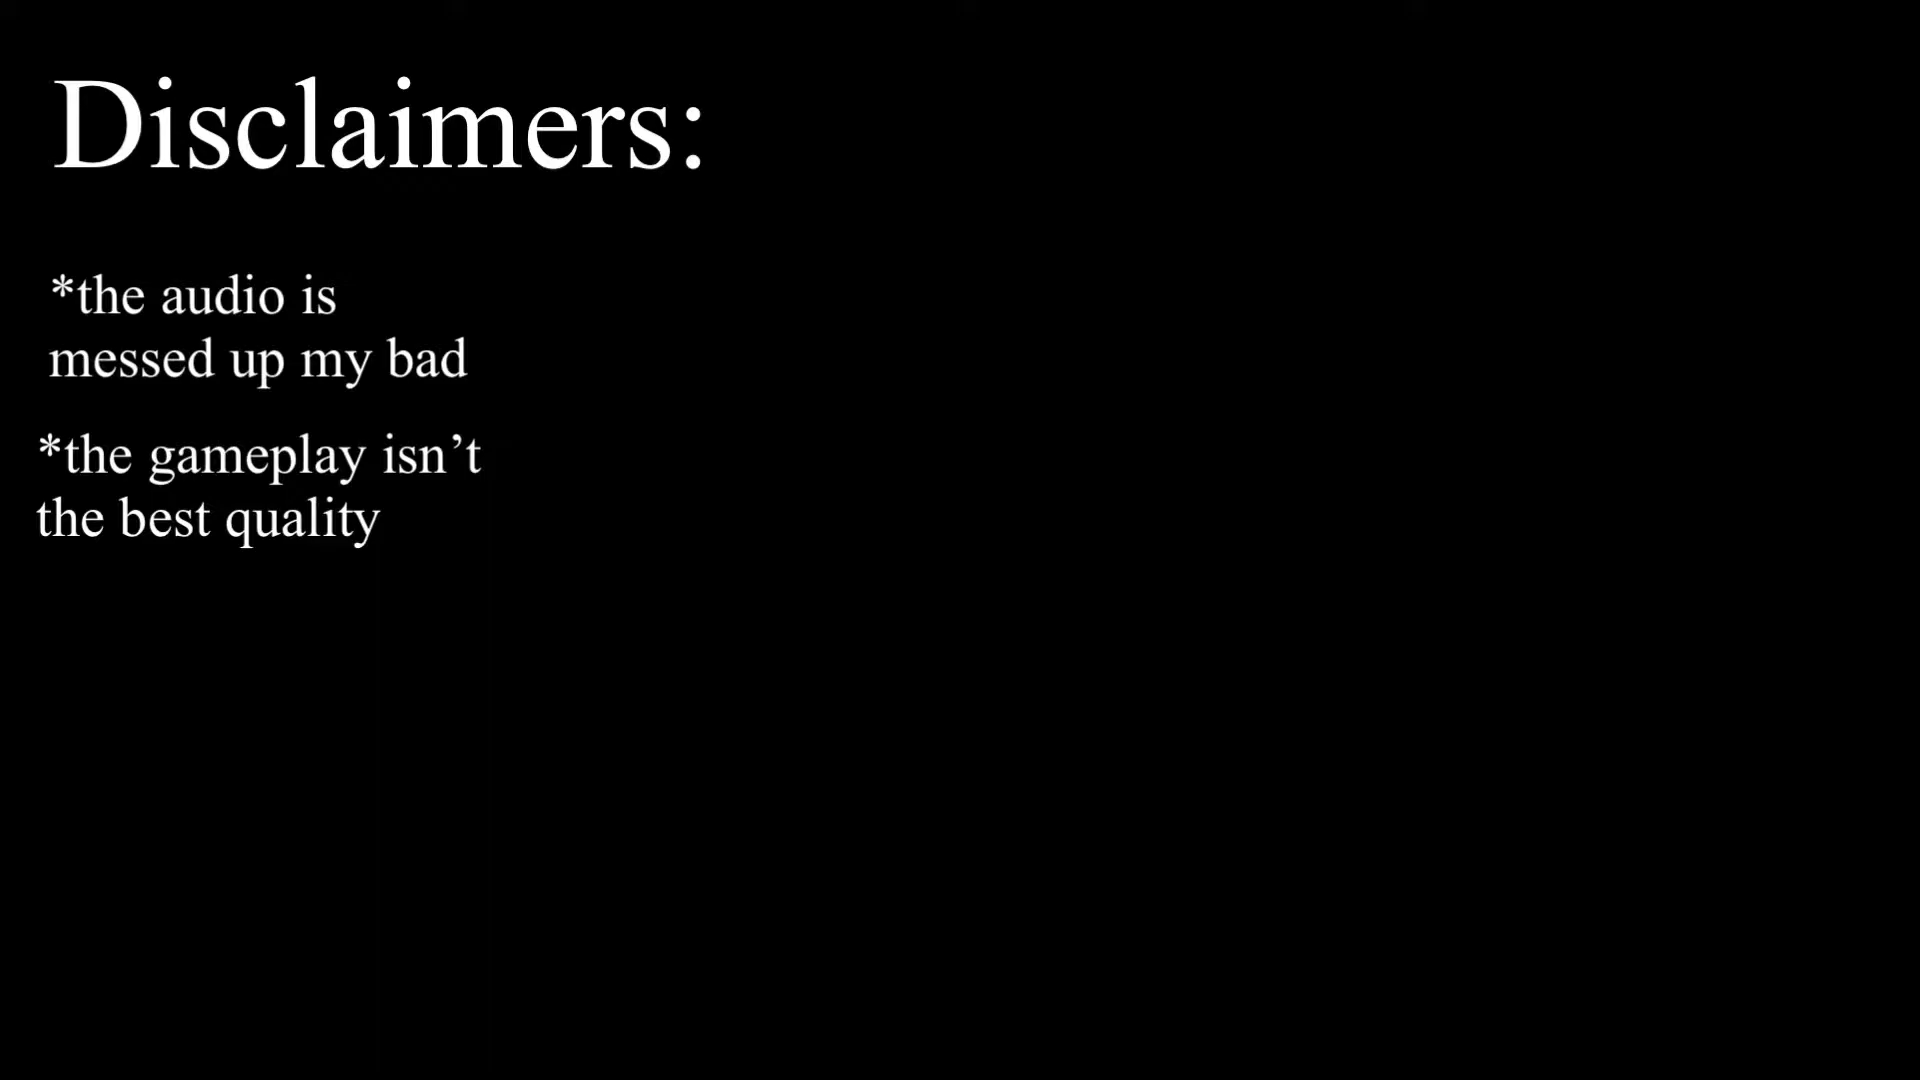 Disclaimers:
*the audio is
messed up my bad
*the gameplay isn’t
the best quality